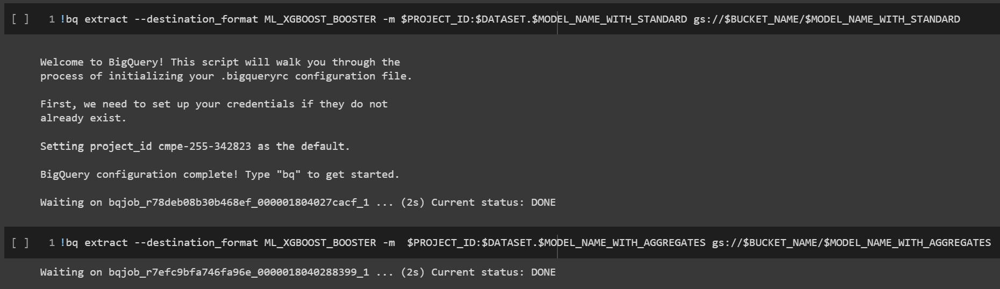 [ ] 1 !bq extract --destination_format ML_XGBOOST_BOOSTER -m $PROJECT_ID:$DATASET.$MODEL_NAME_WITH_STANDARD gs://$BUCKET_NAME/$MODEL_NAME_WITH_STANDARD
Welcome to BigQuery! This script will walk you through the
process of initializing your .bigqueryrc configuration file.
First, we need to set up your credentials if they do not
already exist.
Setting project_id cmpe-255-342823 as the default.
BigQuery configuration complete! Type "bq" to get started.
Waiting on bqjob_r78deb08b30b468ef_000001804027cacf_1 ... (2s) Current status: DONE
[ ] 1 !bq extract --destination_format ML_XGBOOST_BOOSTER -m  $PROJECT_ID:$DATASET.$MODEL_NAME_WITH_AGGREGATES gs://$BUCKET_NAME/$MODEL_NAME_WITH_AGGREGATES
Waiting on bqjob_r7efc9bfa746fa96e_0000018040288399_1 ... (2s) Current status: DONE